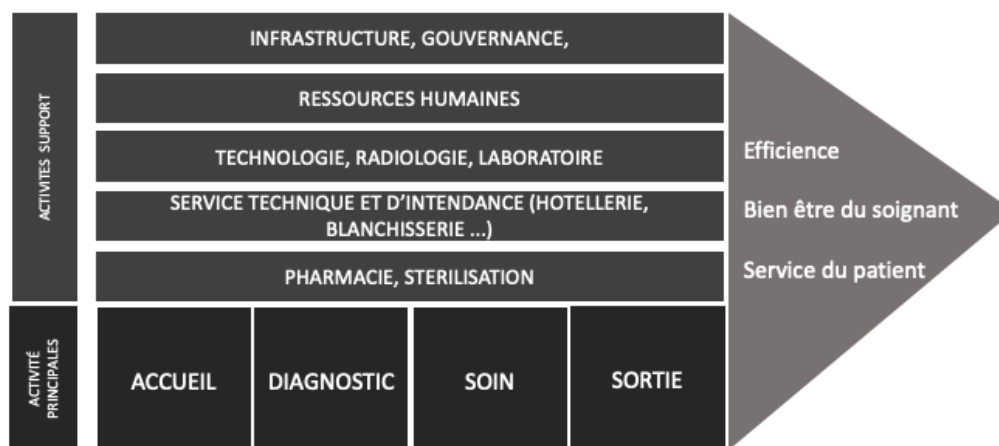 ACTIVITES SUPPORT
INFRASTRUCTURE, GOUVERNANCE,
RESSOURCES HUMAINES
TECHNOLOGIE, RADIOLOGIE, LABORATOIRE
SERVICE TECHNIQUE ET D’INTENDANCE (HOTELLERIE,
BLANCHISSERIE ...)
PHARMACIE, STERILISATION
Efficience
Bien être du soignant
Service du patient
ACTIVITÉ
PRINCIPALES
ACCUEIL
DIAGNOSTIC
SOIN
SORTIE